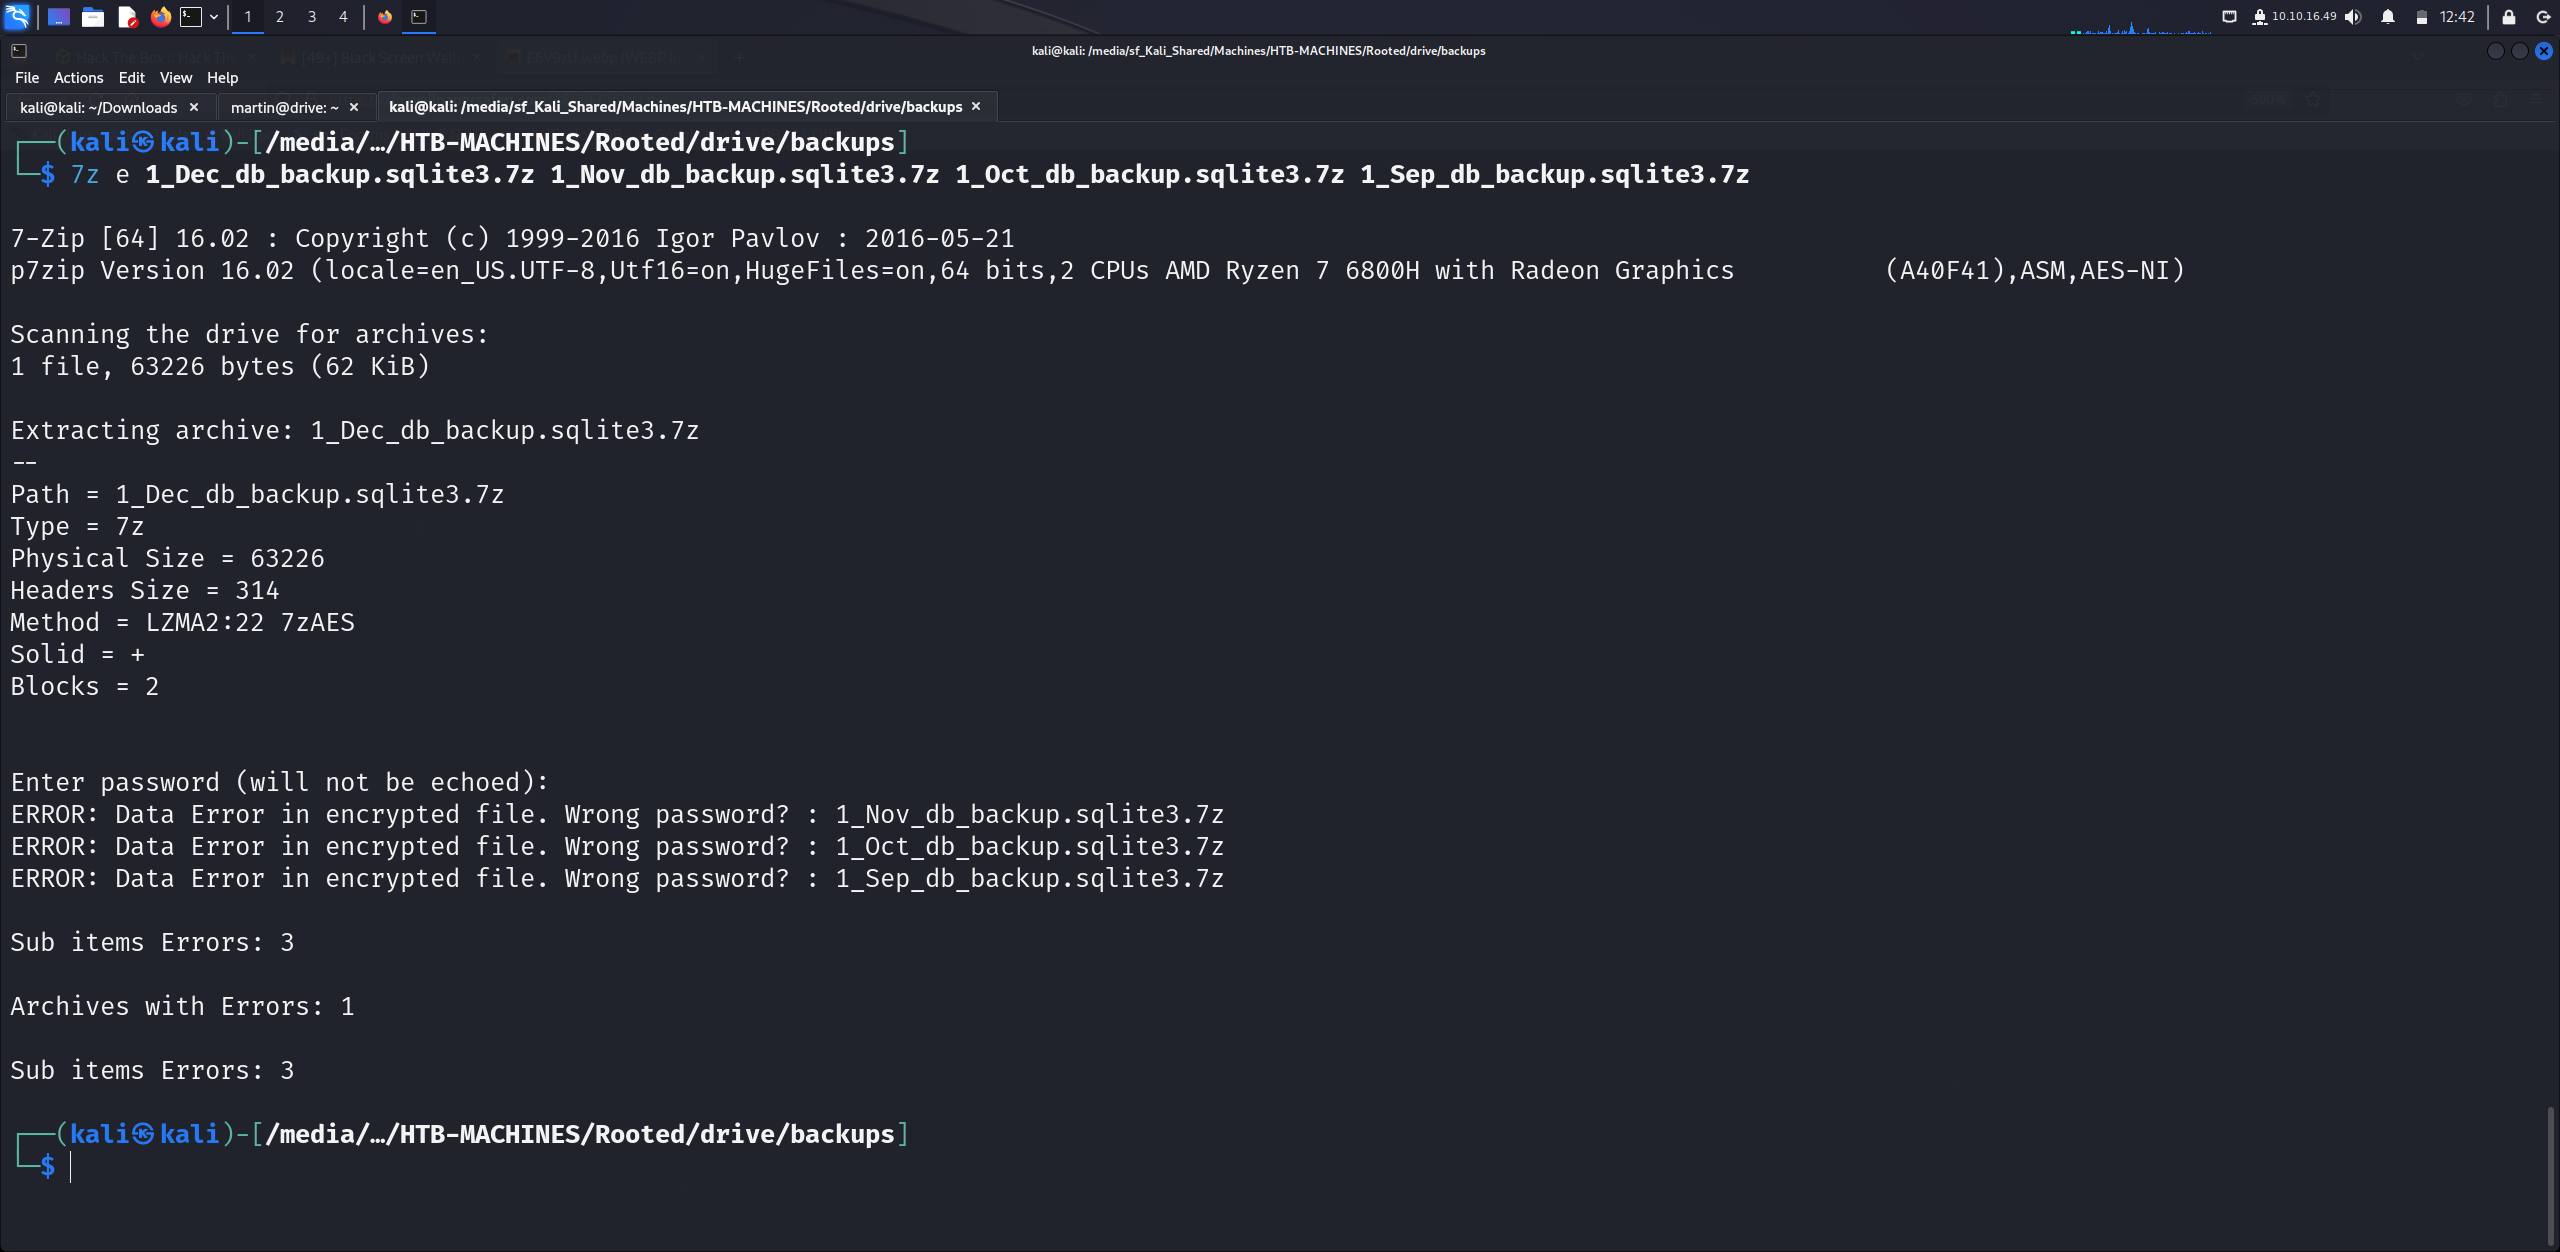 1 2 3 4 10.10.16.49 12:42
kali@kali: /media/sf_Kali_Shared/Machines/HTB-MACHINES/Rooted/drive/backups
File Actions Edit View Help
kali@kali: ~/Downloads × martin@drive: ~ × kali@kali: /media/sf_Kali_Shared/Machines/HTB-MACHINES/Rooted/drive/backups ×
┌──(kali㉿kali)-[/media/…/HTB-MACHINES/Rooted/drive/backups]
└─$ 7z e 1_Dec_db_backup.sqlite3.7z 1_Nov_db_backup.sqlite3.7z 1_Oct_db_backup.sqlite3.7z 1_Sep_db_backup.sqlite3.7z
7-Zip [64] 16.02 : Copyright (c) 1999-2016 Igor Pavlov : 2016-05-21
p7zip Version 16.02 (locale=en_US.UTF-8,Utf16=on,HugeFiles=on,64 bits,2 CPUs AMD Ryzen 7 6800H with Radeon Graphics          (A40F41),ASM,AES-NI)
Scanning the drive for archives:
1 file, 63226 bytes (62 KiB)
Extracting archive: 1_Dec_db_backup.sqlite3.7z
--
Path = 1_Dec_db_backup.sqlite3.7z
Type = 7z
Physical Size = 63226
Headers Size = 314
Method = LZMA2:22 7zAES
Solid = +
Blocks = 2
Enter password (will not be echoed):
ERROR: Data Error in encrypted file. Wrong password? : 1_Nov_db_backup.sqlite3.7z
ERROR: Data Error in encrypted file. Wrong password? : 1_Oct_db_backup.sqlite3.7z
ERROR: Data Error in encrypted file. Wrong password? : 1_Sep_db_backup.sqlite3.7z
Sub items Errors: 3
Archives with Errors: 1
Sub items Errors: 3
┌──(kali㉿kali)-[/media/…/HTB-MACHINES/Rooted/drive/backups]
└─$